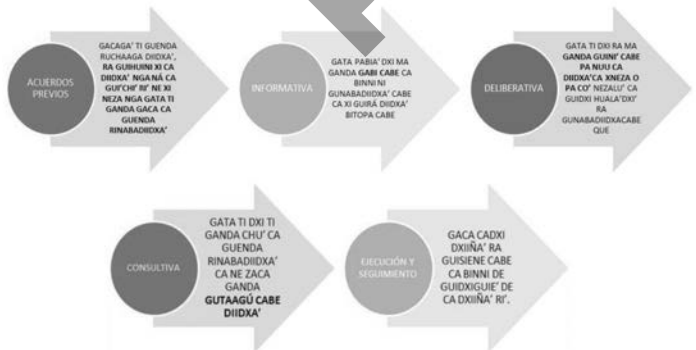 ACUERDOS
PREVIOS
GACAGA' TI GUENDA
RUCHAAGA DIIDXA',
RA GUIHUINI XI CA
DIIDXA' NGA NÁ CA
GUI'CHI' RI' NE XI
NEZA NGA GATA TI
GANDA GACA CA
GUENDA
RINABADIIDXA'
INFORMATIVA
GATA PABIA' DXI MA
GANDA GABI CABE CA
BINNI NI
GUNABADIIDXA' CABE
CA XI GUIRÁ DIIDXA'
BITOPA CABE
DELIBERATIVA
GATA TI DXI RA MA
GANDA GUINI' CABE
PA NUU CA
DIIDXA'CA XNEZA O
PA CO' NEZALU' CA
GUIDXI HUALA'DXI'
RA
GUNABADIIDXACABE
QUE
CONSULTIVA
GATA TI DXI TI
GANDA CHU' CA
GUENDA
RINABADIIDXA'
CA NE ZACA
GANDA
GUTAAGÚ CABE
DIIDXA'
EJECUCIÓN Y
SEGUIMIENTO
GACA CADXI
DXIIÑA' RA
GUISIENE CABE
CA BINNI DE
GUIDXIGUIE' DE
CA DXIIÑA' RI'.